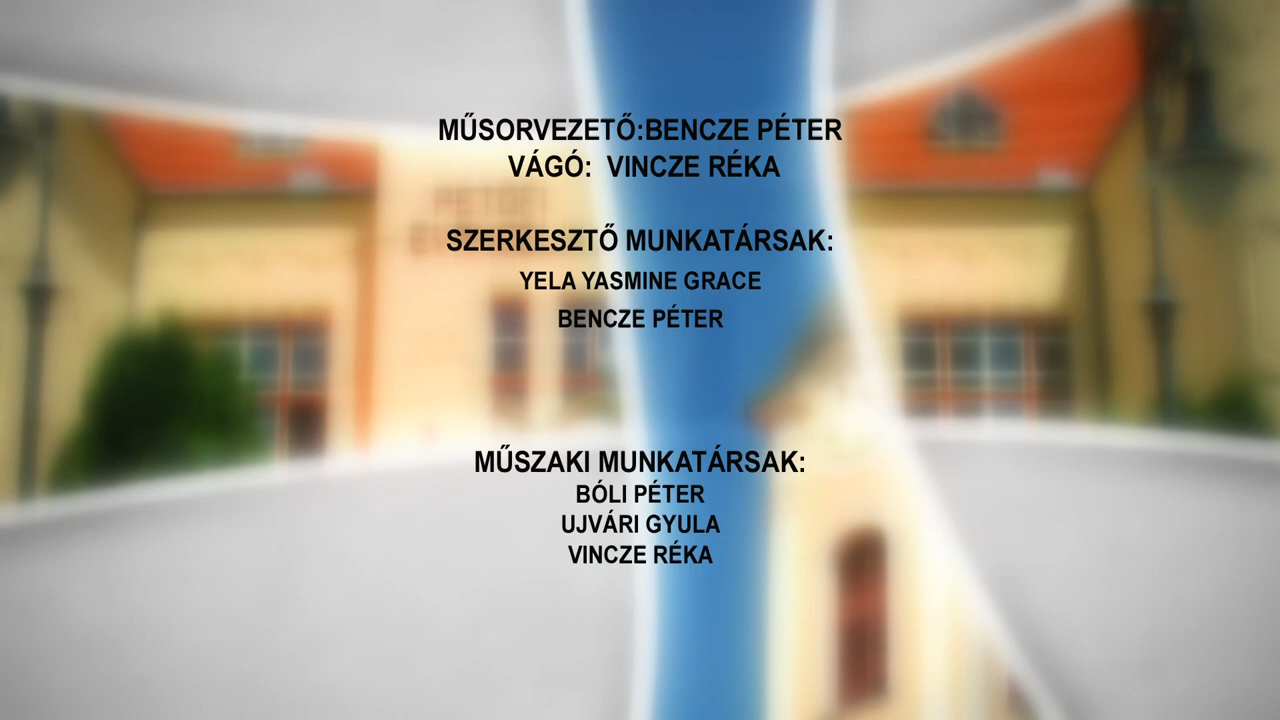 MŰSORVEZETŐ:BENCZE PÉTER
VÁGÓ: VINCZE RÉKA
SZERKESZTŐ MUNKATÁRSAK:
YELA YASMINE GRACE
BENCZE PÉTER
MŰSZAKI MUNKATÁRSAK:
BÓLI PÉTER
UJVÁRI GYULA
VINCZE RÉKA